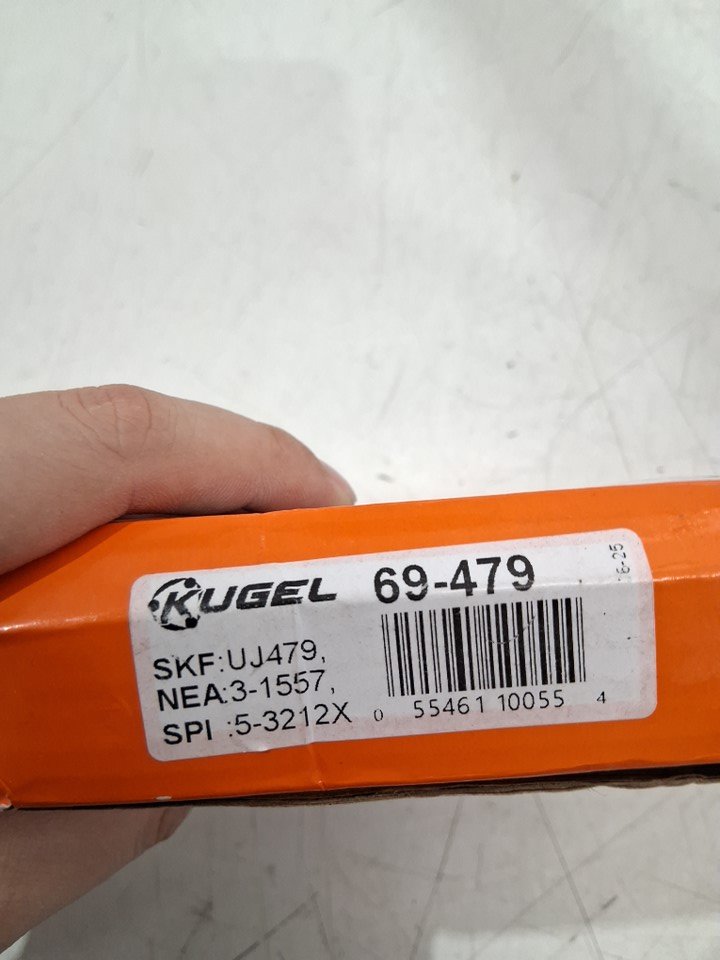 KUGEL 69-479
SKF:UJ479,
NEA:3-1557,
SPI :5-3212X
0 55461 10055 4